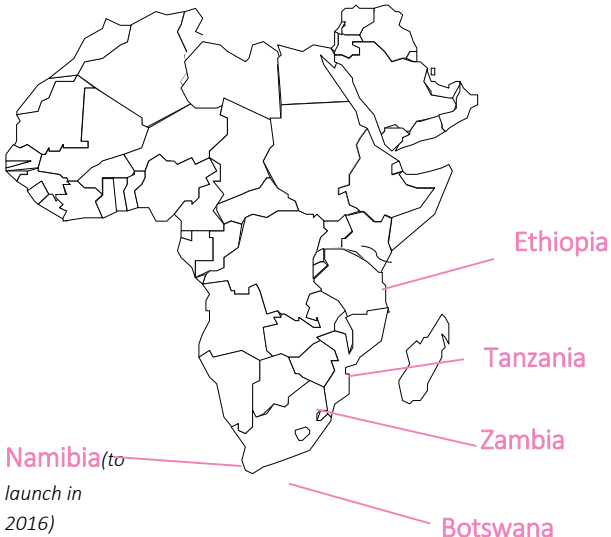 Ethiopia
Tanzania
Zambia
Namibia(to
launch in
2016)
Botswana